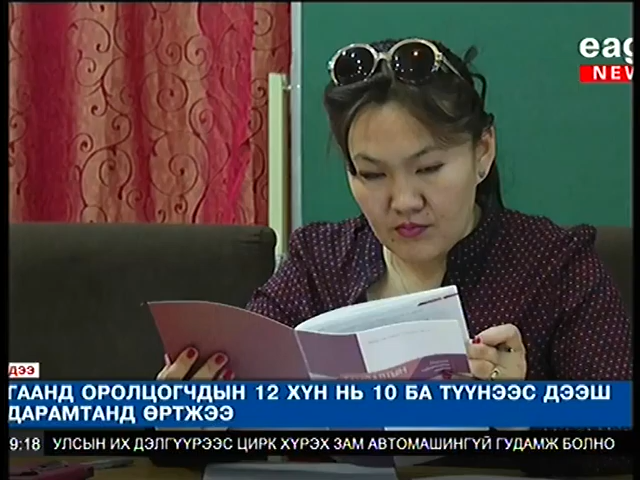 eag
NEW
ДЭЭ
ГААНД ОРОЛЦОГЧДЫН 12 ХҮН НЬ 10 БА ТҮҮНЭЭС ДЭЭШ
ДАРАМТАНД ӨРТЖЭЭ
9:18 УЛСЫН ИХ ДЭЛГҮҮРЭЭС ЦИРК ХҮРЭХ ЗАМ АВТОМАШИНГҮЙ ГУДАМЖ БОЛНО